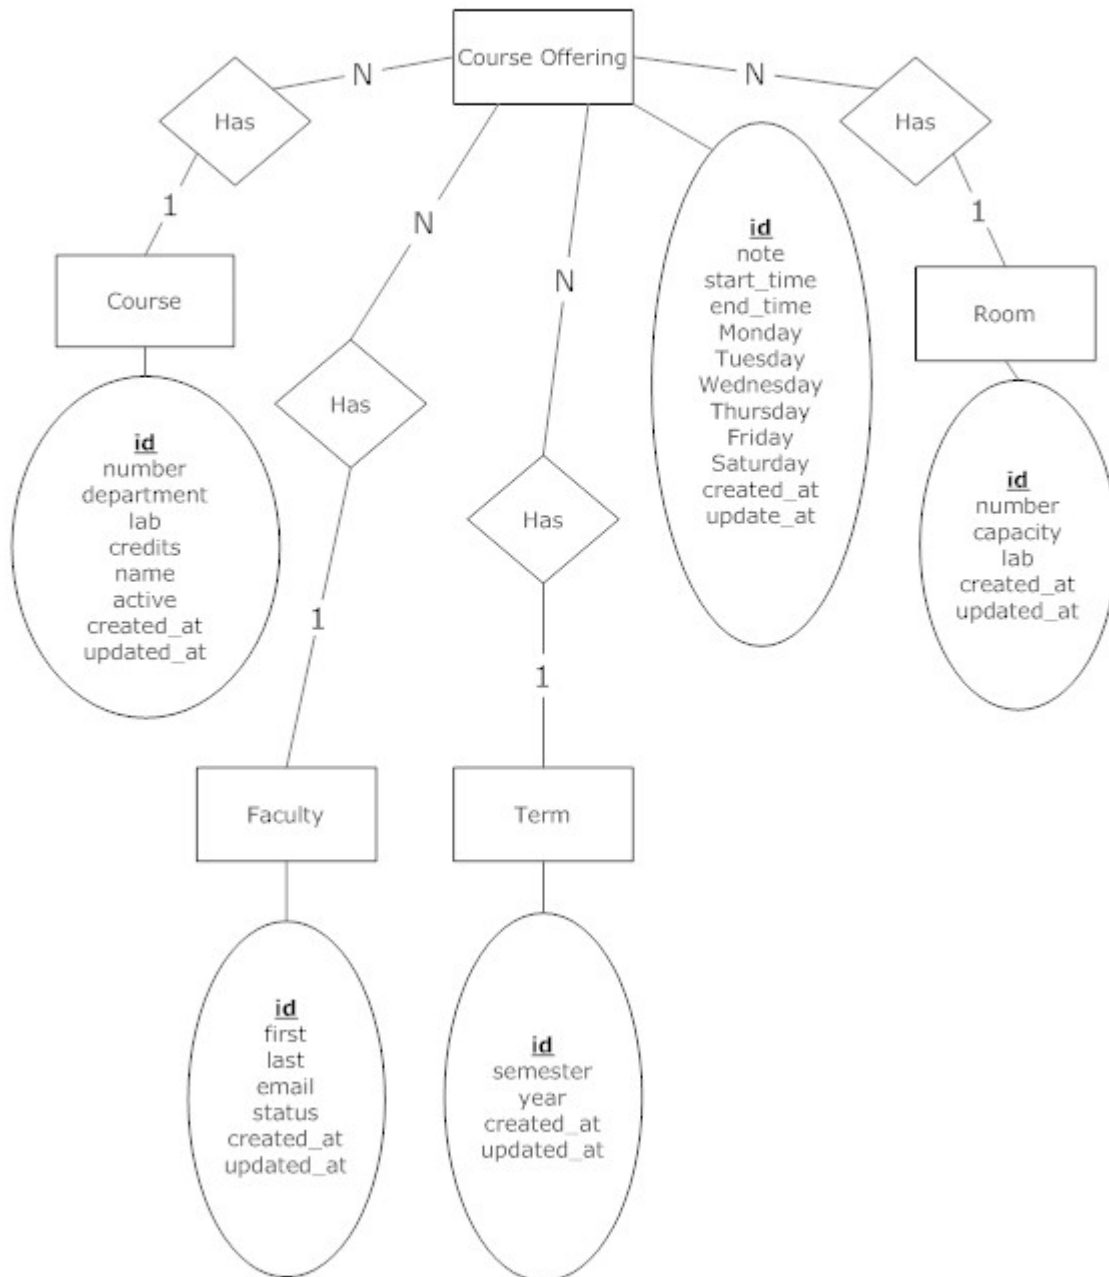 Course Offering
N
N
Has
Has
1
N
1
Course
id
note
start_time
end_time
Monday
Tuesday
Wednesday
Thursday
Friday
Saturday
created_at
update_at
N
Room
Has
id
number
department
lab
credits
name
active
created_at
updated_at
id
number
capacity
lab
created_at
updated_at
Has
1
1
Faculty
Term
id
first
last
email
status
created_at
updated_at
id
semester
year
created_at
updated_at